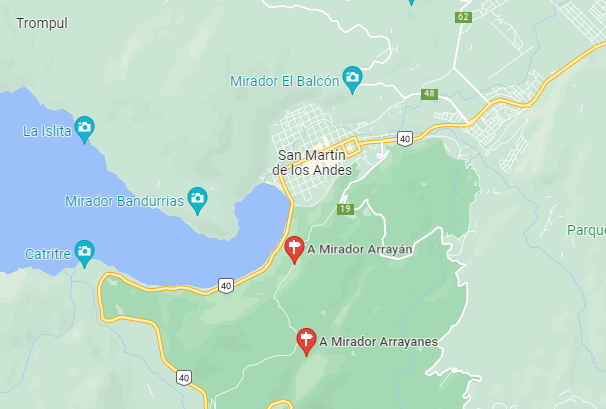 Trompul
62
Mirador El Balcón
48
La Islita
40
San Martín
de los Andes
Mirador Bandurrias
19
Parque
A Mirador Arrayán
Catritre
40
A Mirador Arrayanes
40